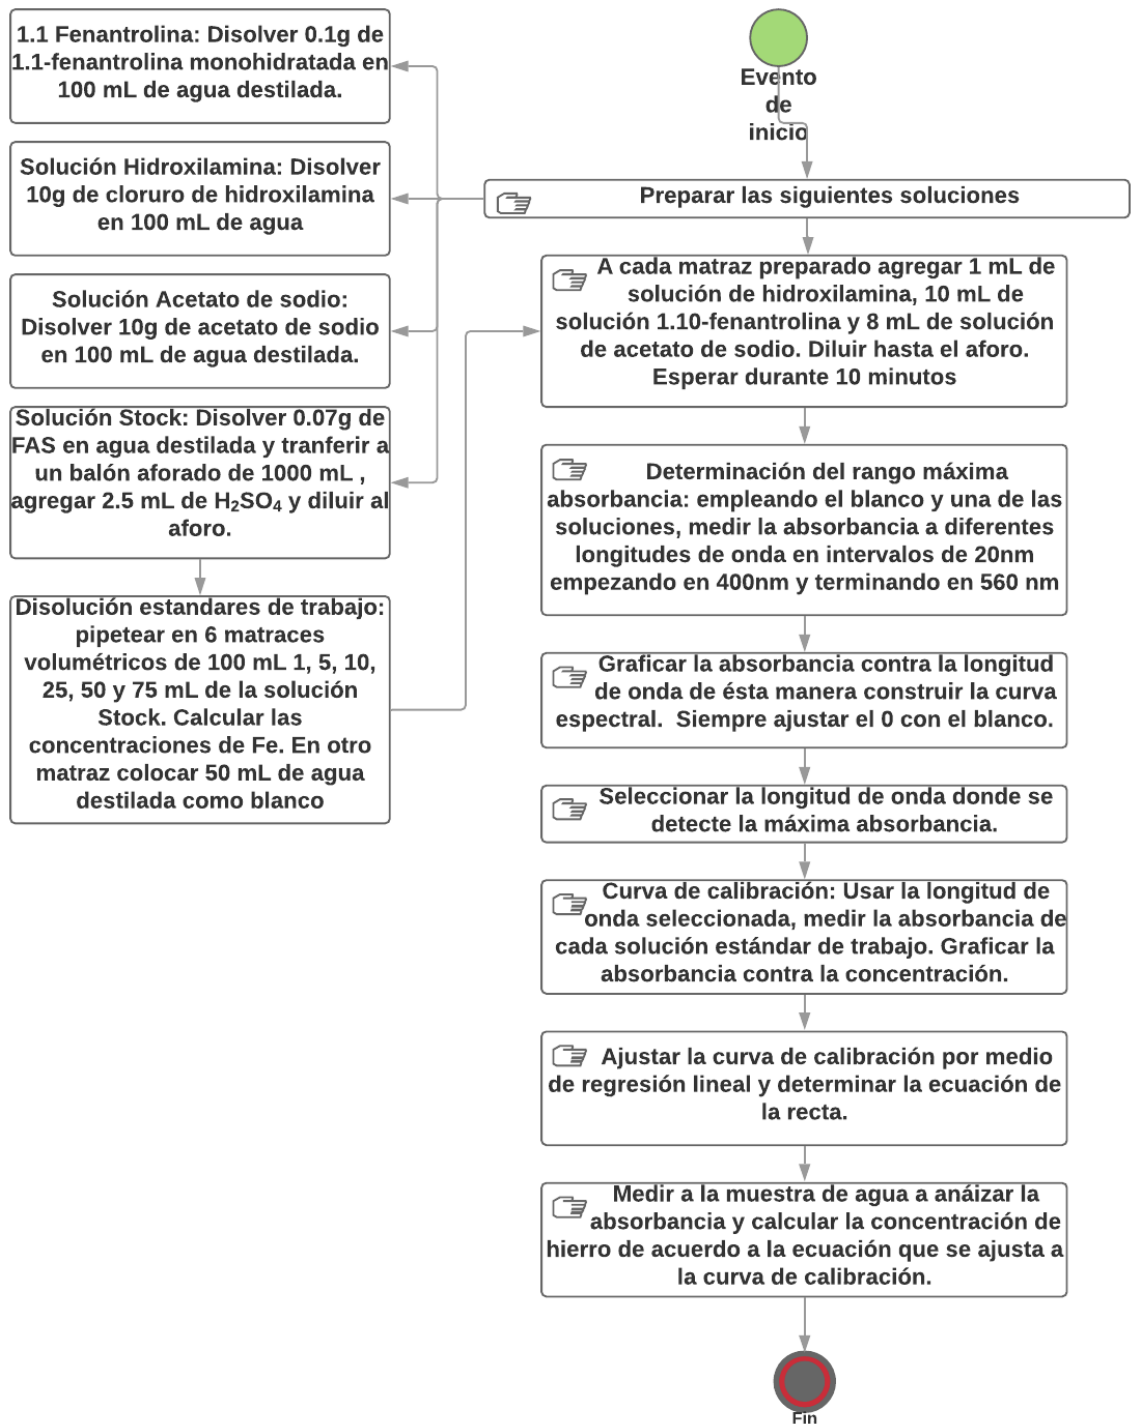 Evento
de
inicio
Preparar las siguientes soluciones
1.1 Fenantrolina: Disolver 0.1g de
1.1-fenantrolina monohidratada en
100 mL de agua destilada.
Solución Hidroxilamina: Disolver
10g de cloruro de hidroxilamina
en 100 mL de agua
Solución Acetato de sodio:
Disolver 10g de acetato de sodio
en 100 mL de agua destilada.
Solución Stock: Disolver 0.07g de
FAS en agua destilada y tranferir a
un balón aforado de 1000 mL ,
agregar 2.5 mL de H₂SO₄ y diluir al
aforo.
Disolución estandares de trabajo:
pipetear en 6 matraces
volumétricos de 100 mL 1, 5, 10,
25, 50 y 75 mL de la solución
Stock. Calcular las
concentraciones de Fe. En otro
matraz colocar 50 mL de agua
destilada como blanco
A cada matraz preparado agregar 1 mL de
solución de hidroxilamina, 10 mL de
solución 1.10-fenantrolina y 8 mL de solución
de acetato de sodio. Diluir hasta el aforo.
Esperar durante 10 minutos
Determinación del rango máxima
absorbancia: empleando el blanco y una de las
soluciones, medir la absorbancia a diferentes
longitudes de onda en intervalos de 20nm
empezando en 400nm y terminando en 560 nm
Graficar la absorbancia contra la longitud
de onda de ésta manera construir la curva
espectral. Siempre ajustar el 0 con el blanco.
Seleccionar la longitud de onda donde se
detecte la máxima absorbancia.
Curva de calibración: Usar la longitud de
onda seleccionada, medir la absorbancia de
cada solución estándar de trabajo. Graficar la
absorbancia contra la concentración.
Ajustar la curva de calibración por medio
de regresión lineal y determinar la ecuación de
la recta.
Medir a la muestra de agua a anáizar la
absorbancia y calcular la concentración de
hierro de acuerdo a la ecuación que se ajusta a
la curva de calibración.
Fin